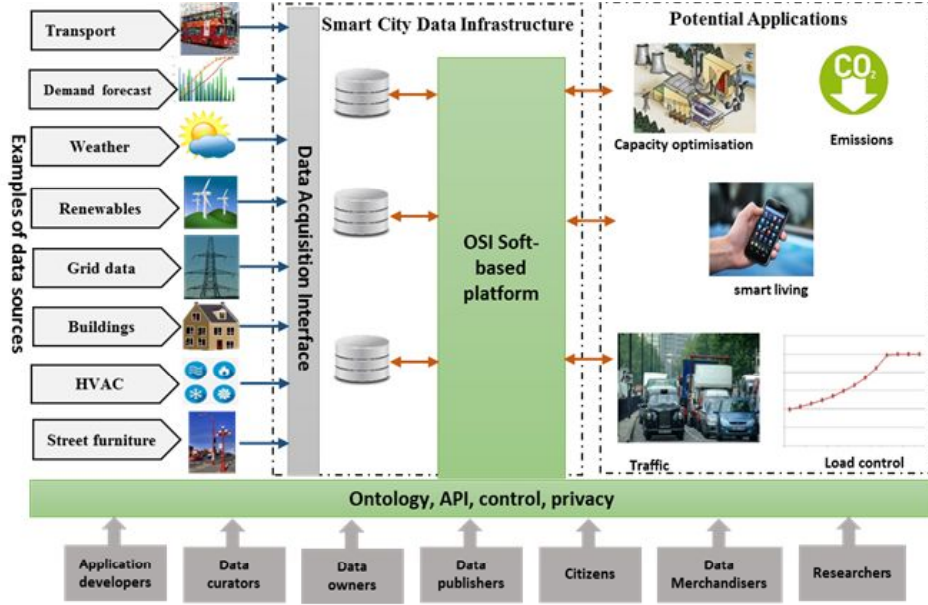 Examples of data sources
Transport
Demand forecast
Weather
Renewables
Grid data
Buildings
HVAC
Street furniture
Data Acquisition Interface
Smart City Data Infrastructure
OSI Soft-
based
platform
Potential Applications
CO2
Capacity optimisation
Emissions
smart living
Traffic
Load control
Ontology, API, control, privacy
Application
developers
Data
curators
Data
owners
Data
publishers
Citizens
Data
Merchandisers
Researchers